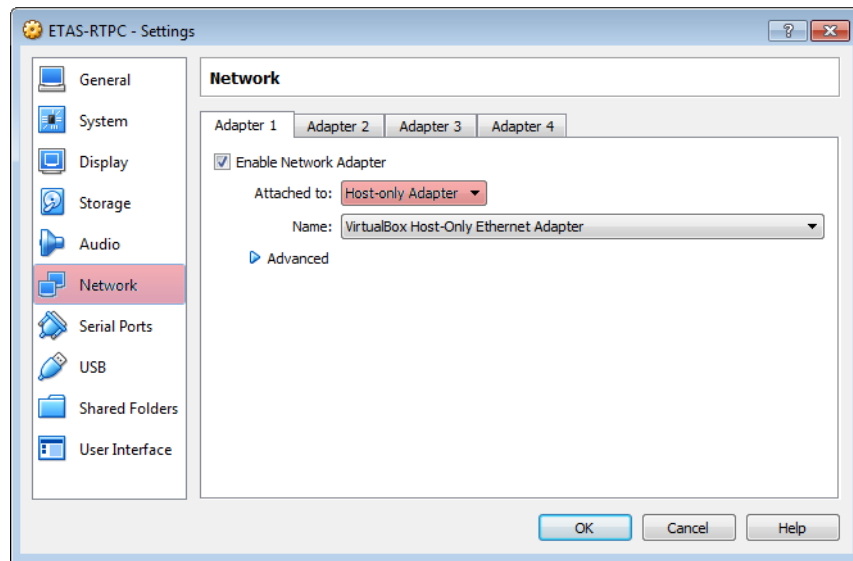 ETAS-RTPC - Settings
General
System
Display
Storage
Audio
Network
Serial Ports
USB
Shared Folders
User Interface
Network
Adapter 1 Adapter 2 Adapter 3 Adapter 4
Enable Network Adapter
Attached to: Host-only Adapter
Name: VirtualBox Host-Only Ethernet Adapter
Advanced
OK Cancel Help